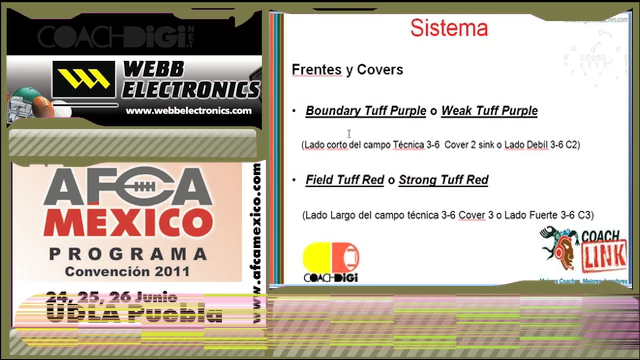 COACHDiGi.NET
WEBB
ELECTRONICS
www.webbelectronics.com
AFCA
MEXICO
PROGRAMA
Convención 2011
24, 25, 26 Junio
UDLA Puebla
www.afcamexico.com
Sistema
Frentes y Covers
• Boundary Tuff Purple o Weak Tuff Purple
(Lado corto del campo Técnica 3-6 Cover 2 sink o Lado Debíl 3-6 C2)
• Field Tuff Red o Strong Tuff Red
(Lado Largo del campo técnica 3-6 Cover 3 o Lado Fuerte 3-6 C3)
COACHDiGi
COACH
LINK